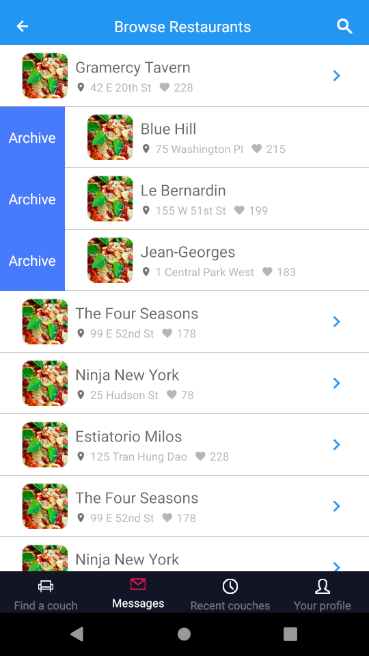 Browse Restaurants
Gramercy Tavern
42 E 20th St 228
Archive
Blue Hill
75 Washington Pl 215
Archive
Le Bernardin
155 W 51st St 199
Archive
Jean-Georges
1 Central Park West 183
The Four Seasons
99 E 52nd St 178
Ninja New York
25 Hudson St 78
Estiatorio Milos
125 Tran Hung Dao 228
The Four Seasons
99 E 52nd St 178
Ninja New York
Find a couch Messages Recent couches Your profile